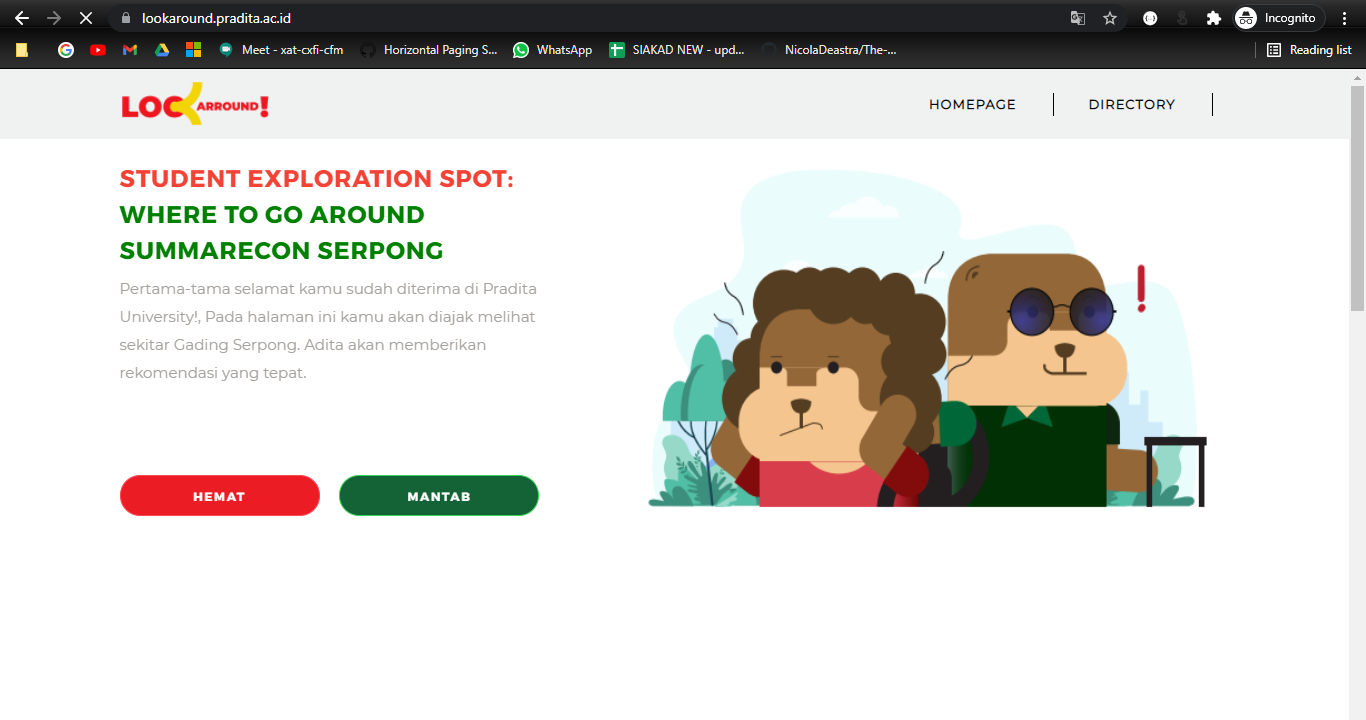 lookaround.pradita.ac.id
Incognito
Meet - xat-cxfi-cfm
Horizontal Paging S...
WhatsApp
SIAKAD NEW - upd...
NicolaDeastra/The-...
Reading list
LOOK ARROUND!
HOMEPAGE
DIRECTORY
STUDENT EXPLORATION SPOT:
WHERE TO GO AROUND
SUMMARECON SERPONG
Pertama-tama selamat kamu sudah diterima di Pradita
University!, Pada halaman ini kamu akan diajak melihat
sekitar Gading Serpong. Adita akan memberikan
rekomendasi yang tepat.
HEMAT
MANTAB